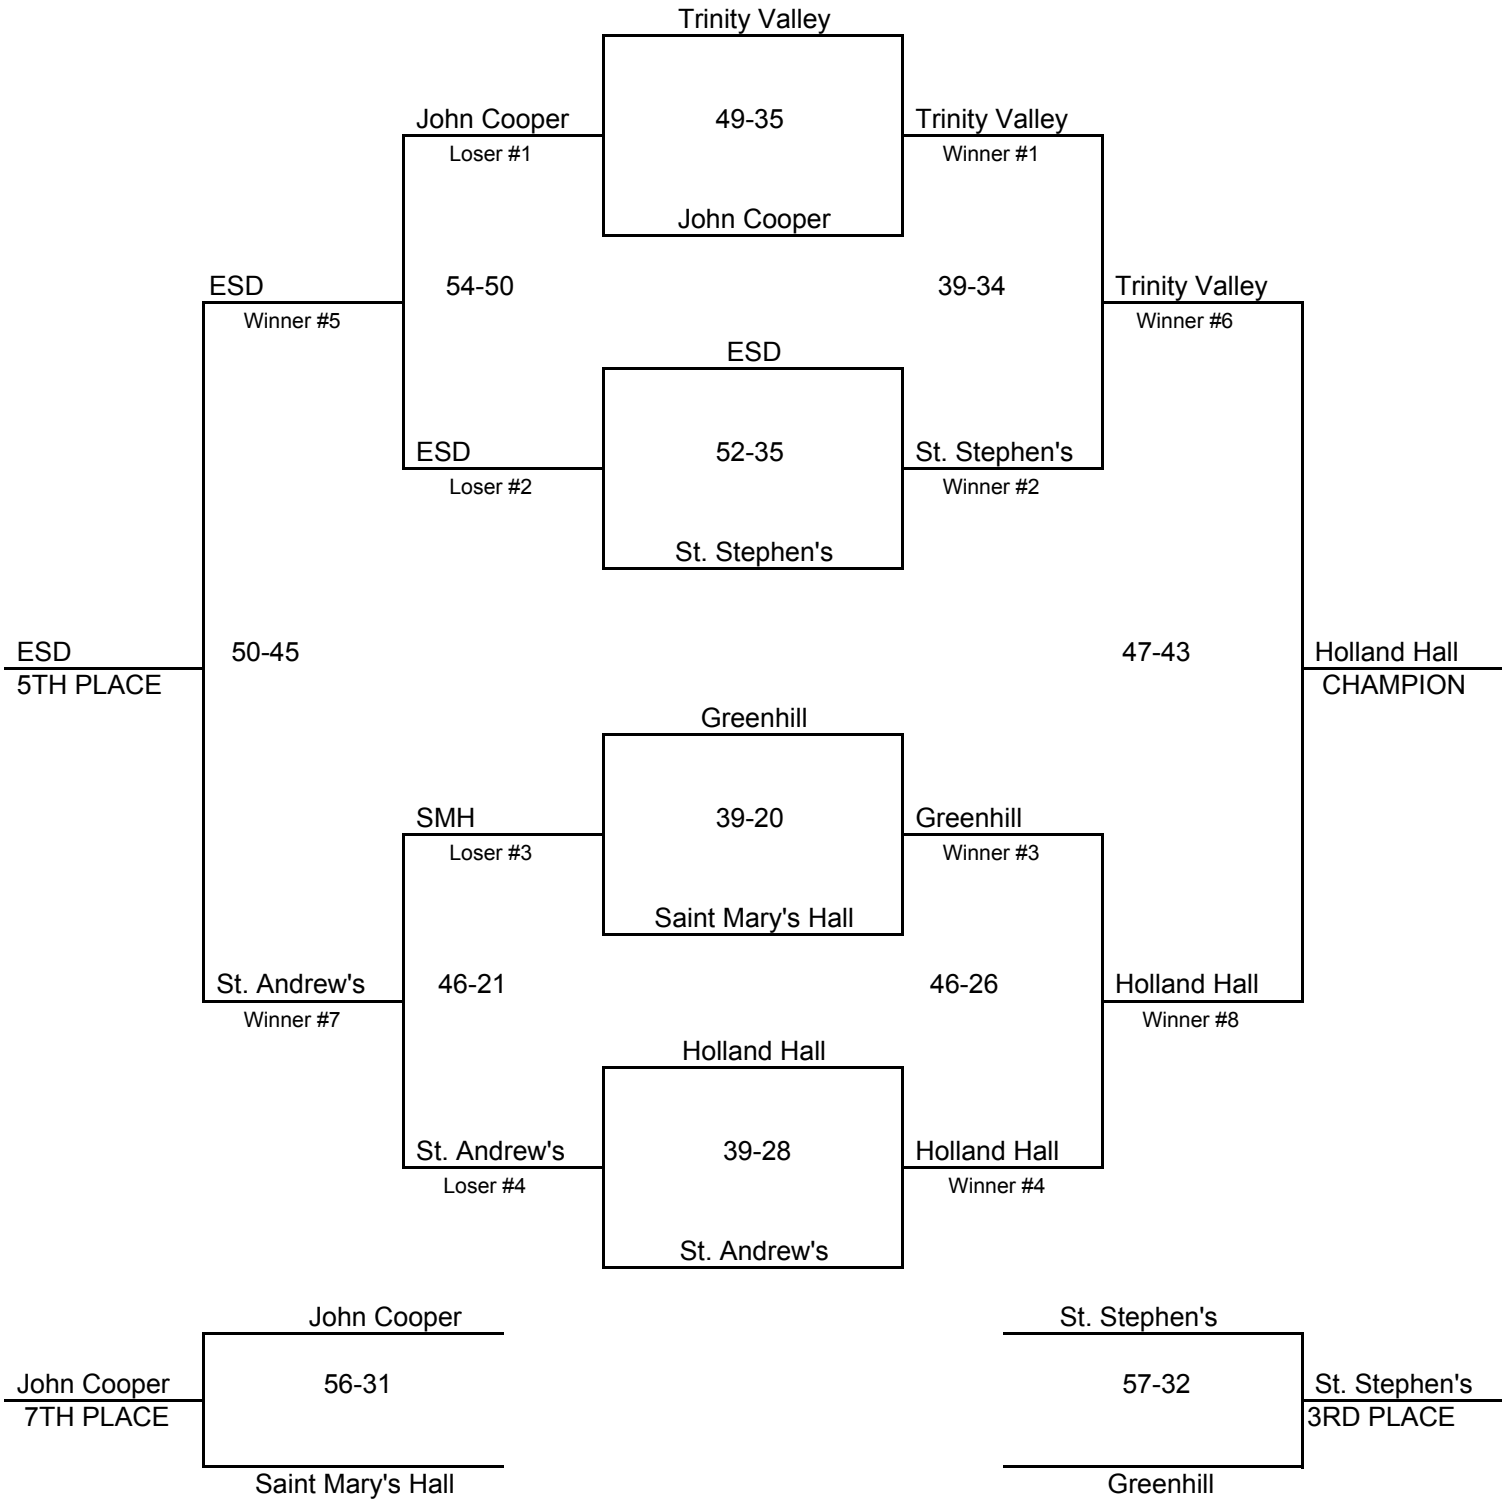 Trinity Valley
John Cooper
49-35
Trinity Valley
Loser #1
Winner #1
John Cooper
ESD
54-50
39-34
Trinity Valley
Winner #5
Winner #6
ESD
ESD
52-35
St. Stephen's
Loser #2
Winner #2
St. Stephen's
ESD
50-45
47-43
Holland Hall
5TH PLACE
CHAMPION
Greenhill
SMH
39-20
Greenhill
Loser #3
Winner #3
Saint Mary's Hall
St. Andrew's
46-21
46-26
Holland Hall
Winner #7
Winner #8
Holland Hall
St. Andrew's
39-28
Holland Hall
Loser #4
Winner #4
St. Andrew's
John Cooper
St. Stephen's
John Cooper
56-31
57-32
St. Stephen's
7TH PLACE
3RD PLACE
Saint Mary's Hall
Greenhill